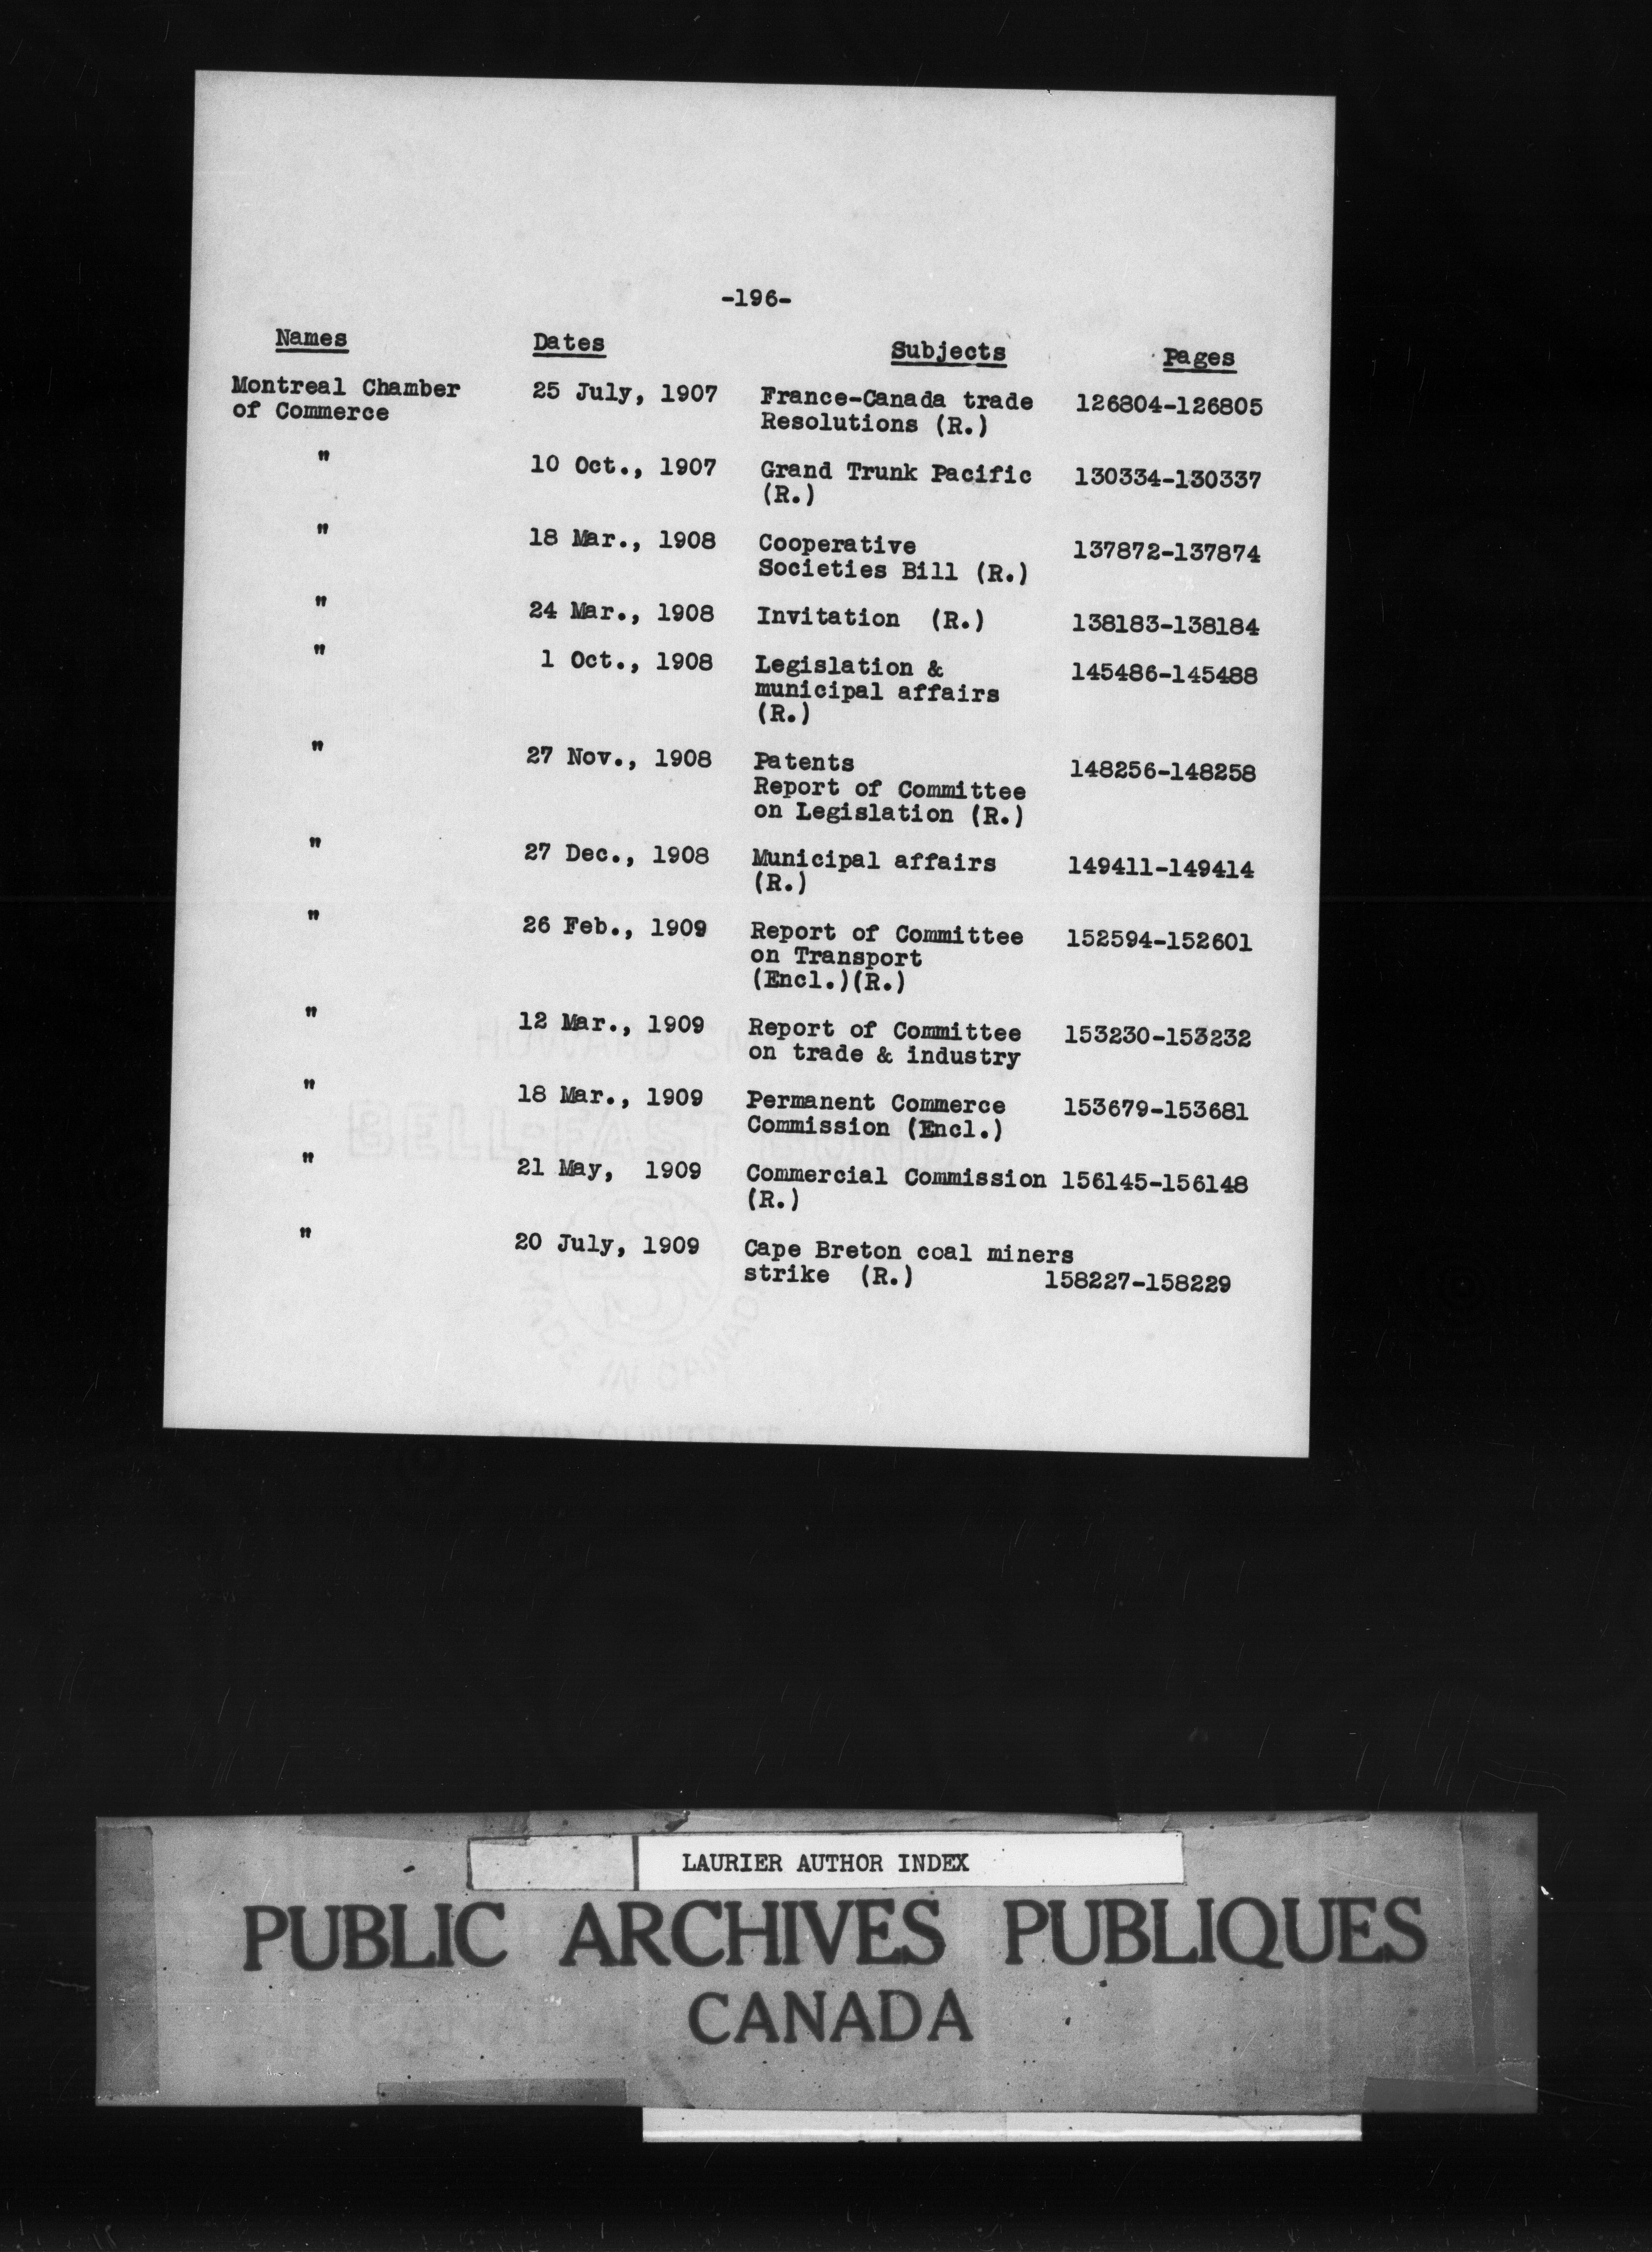 -196-
Names Dates Subjects Pages
Montreal Chamber 25 July, 1907 France-Canada trade 126804-126805
of Commerce Resolutions (R.)
" 10 Oct., 1907 Grand Trunk Pacific 130334-130337
(R.)
" 18 Mar., 1908 Cooperative 137872-137874
Societies Bill (R.)
" 24 Mar., 1908 Invitation (R.) 138183-138184
" 1 Oct., 1908 Legislation & 145486-145488
municipal affairs
(R.)
" 27 Nov., 1908 Patents 148256-148258
Report of Committee
on Legislation (R.)
" 27 Dec., 1908 Municipal affairs 149411-149414
(R.)
" 26 Feb., 1909 Report of Committee 152594-152601
on Transport
(Encl.)(R.)
" 12 Mar., 1909 Report of Committee 153230-153232
on trade & industry
" 18 Mar., 1909 Permanent Commerce 153679-153681
Commission (Encl.)
" 21 May, 1909 Commercial Commission 156145-156148
(R.)
" 20 July, 1909 Cape Breton coal miners
strike (R.) 158227-158229
LAURIER AUTHOR INDEX
PUBLIC ARCHIVES PUBLIQUES
CANADA